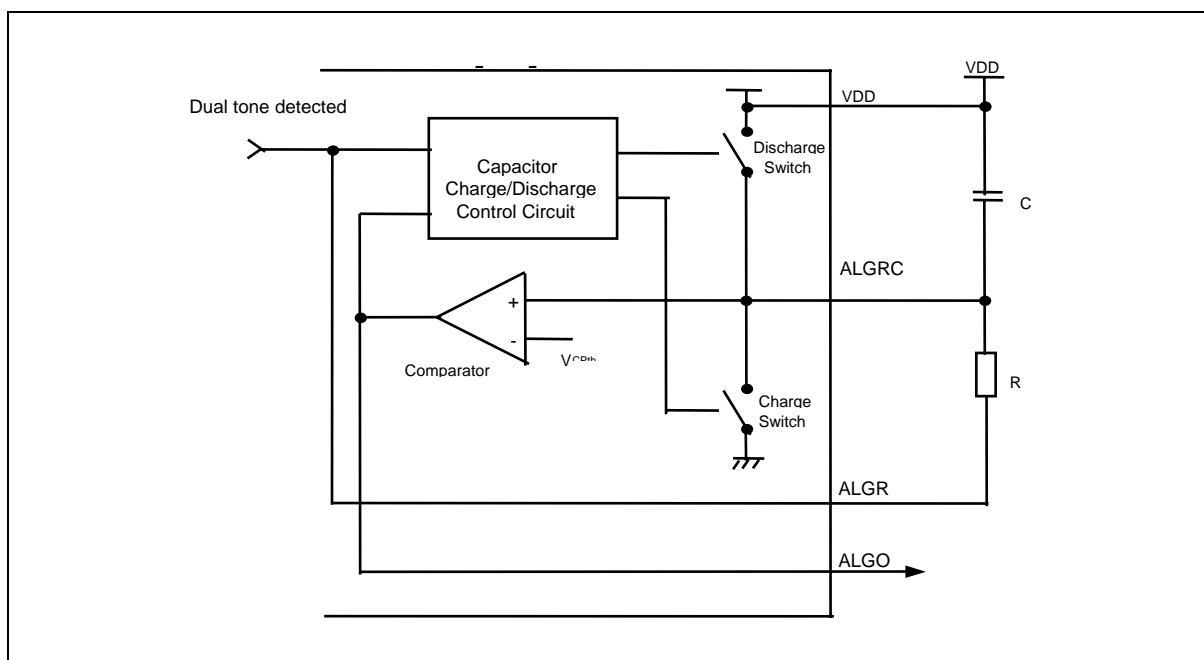 VDD
VDD
Dual tone detected
Discharge
Switch
Capacitor
Charge/Discharge
Control Circuit
C
ALGRC
+
-
Comparator
R
Charge
Switch
ALGR
ALGO